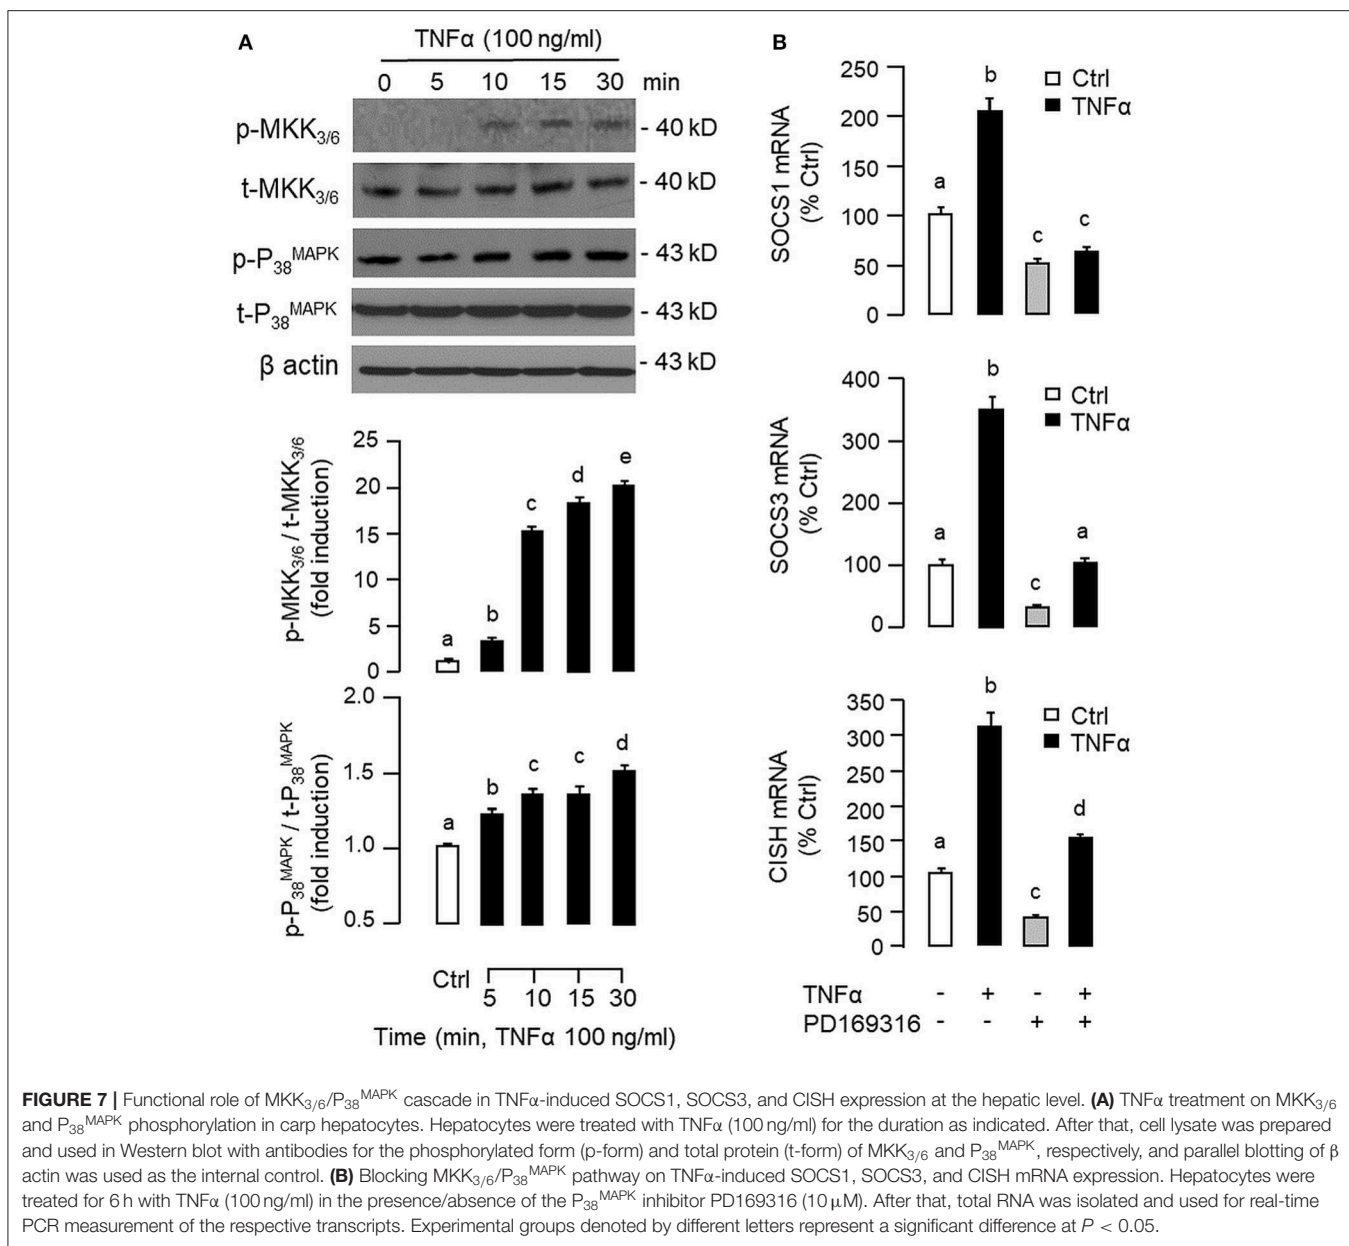 A
TNFα (100 ng/ml)
0 5 10 15 30 min
p-MKK3/6 - 40 kD
t-MKK3/6 - 40 kD
p-P38MAPK - 43 kD
t-P38MAPK - 43 kD
β actin - 43 kD
p-MKK3/6 / t-MKK3/6
(fold induction)
25
20
15
10
5
0
a b c d e
p-P38MAPK / t-P38MAPK
(fold induction)
2.0
1.5
1.0
0.5
a b c c d
Ctrl
5 10 15 30
Time (min, TNFα 100 ng/ml)
B
SOCS1 mRNA
(% Ctrl)
250
200
150
100
50
0
a b c c
Ctrl
TNFα
SOCS3 mRNA
(% Ctrl)
400
300
200
100
0
a b c a
Ctrl
TNFα
CISH mRNA
(% Ctrl)
350
300
250
200
150
100
50
0
a b c d
Ctrl
TNFα
TNFα - + - +
PD169316 - - + +
FIGURE 7 | Functional role of MKK3/6/P38MAPK cascade in TNFα-induced SOCS1, SOCS3, and CISH expression at the hepatic level. (A) TNFα treatment on MKK3/6
and P38MAPK phosphorylation in carp hepatocytes. Hepatocytes were treated with TNFα (100 ng/ml) for the duration as indicated. After that, cell lysate was prepared
and used in Western blot with antibodies for the phosphorylated form (p-form) and total protein (t-form) of MKK3/6 and P38MAPK, respectively, and parallel blotting of β
actin was used as the internal control. (B) Blocking MKK3/6/P38MAPK pathway on TNFα-induced SOCS1, SOCS3, and CISH mRNA expression. Hepatocytes were
treated for 6 h with TNFα (100 ng/ml) in the presence/absence of the P38MAPK inhibitor PD169316 (10 μM). After that, total RNA was isolated and used for real-time
PCR measurement of the respective transcripts. Experimental groups denoted by different letters represent a significant difference at P < 0.05.